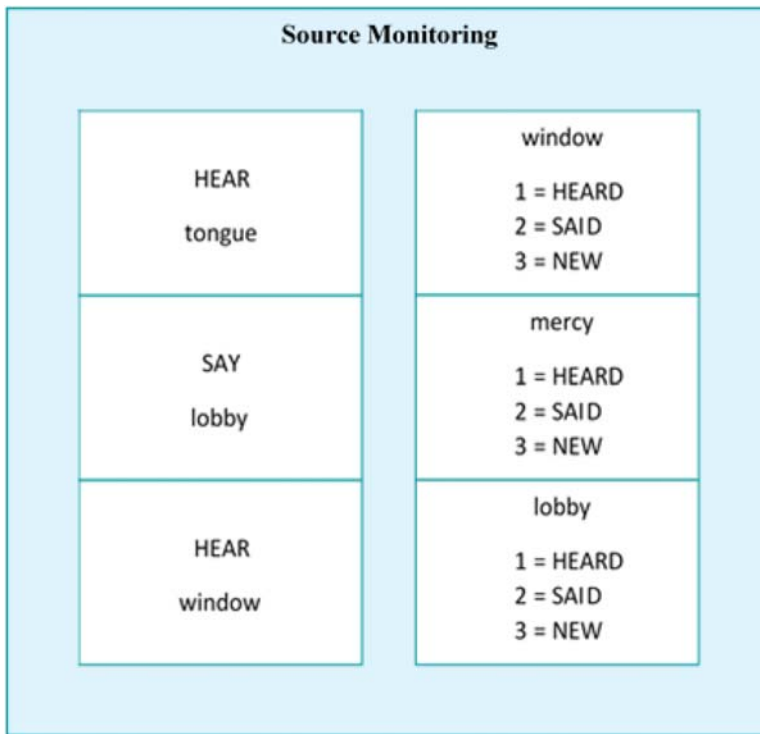 Source Monitoring
HEAR
tongue
SAY
lobby
HEAR
window
window
1 = HEARD
2 = SAID
3 = NEW
mercy
1 = HEARD
2 = SAID
3 = NEW
lobby
1 = HEARD
2 = SAID
3 = NEW